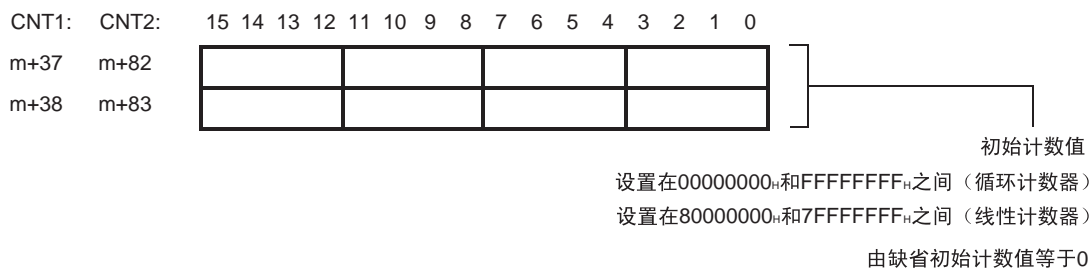 CNT1: CNT2: 15 14 13 12 11 10 9 8 7 6 5 4 3 2 1 0
m+37 m+82
m+38 m+83
初始计数值
设置在00000000H和FFFFFFFFH之间（循环计数器）
设置在80000000H和7FFFFFFFH之间（线性计数器）
由缺省初始计数值等于0